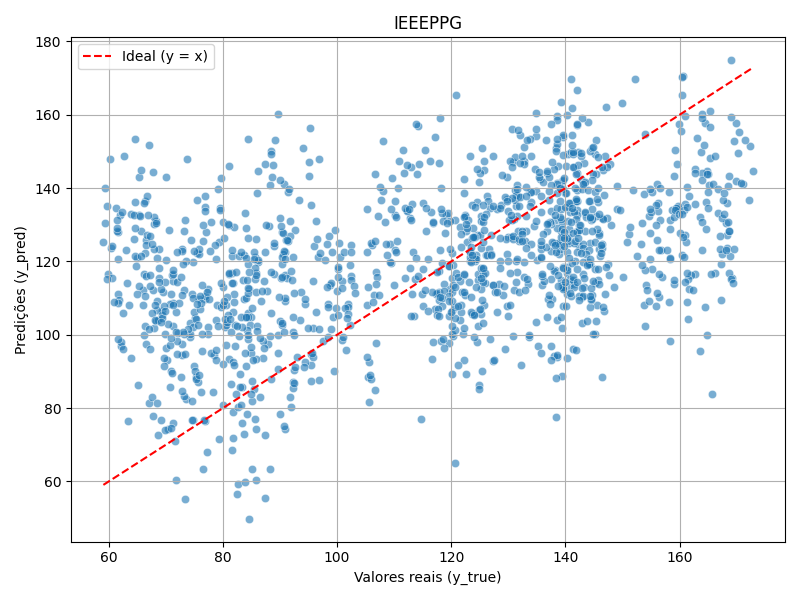 IEEEPPG
Ideal (y = x)
180
160
140
120
100
80
60
Predições (y_pred)
60 80 100 120 140 160
Valores reais (y_true)